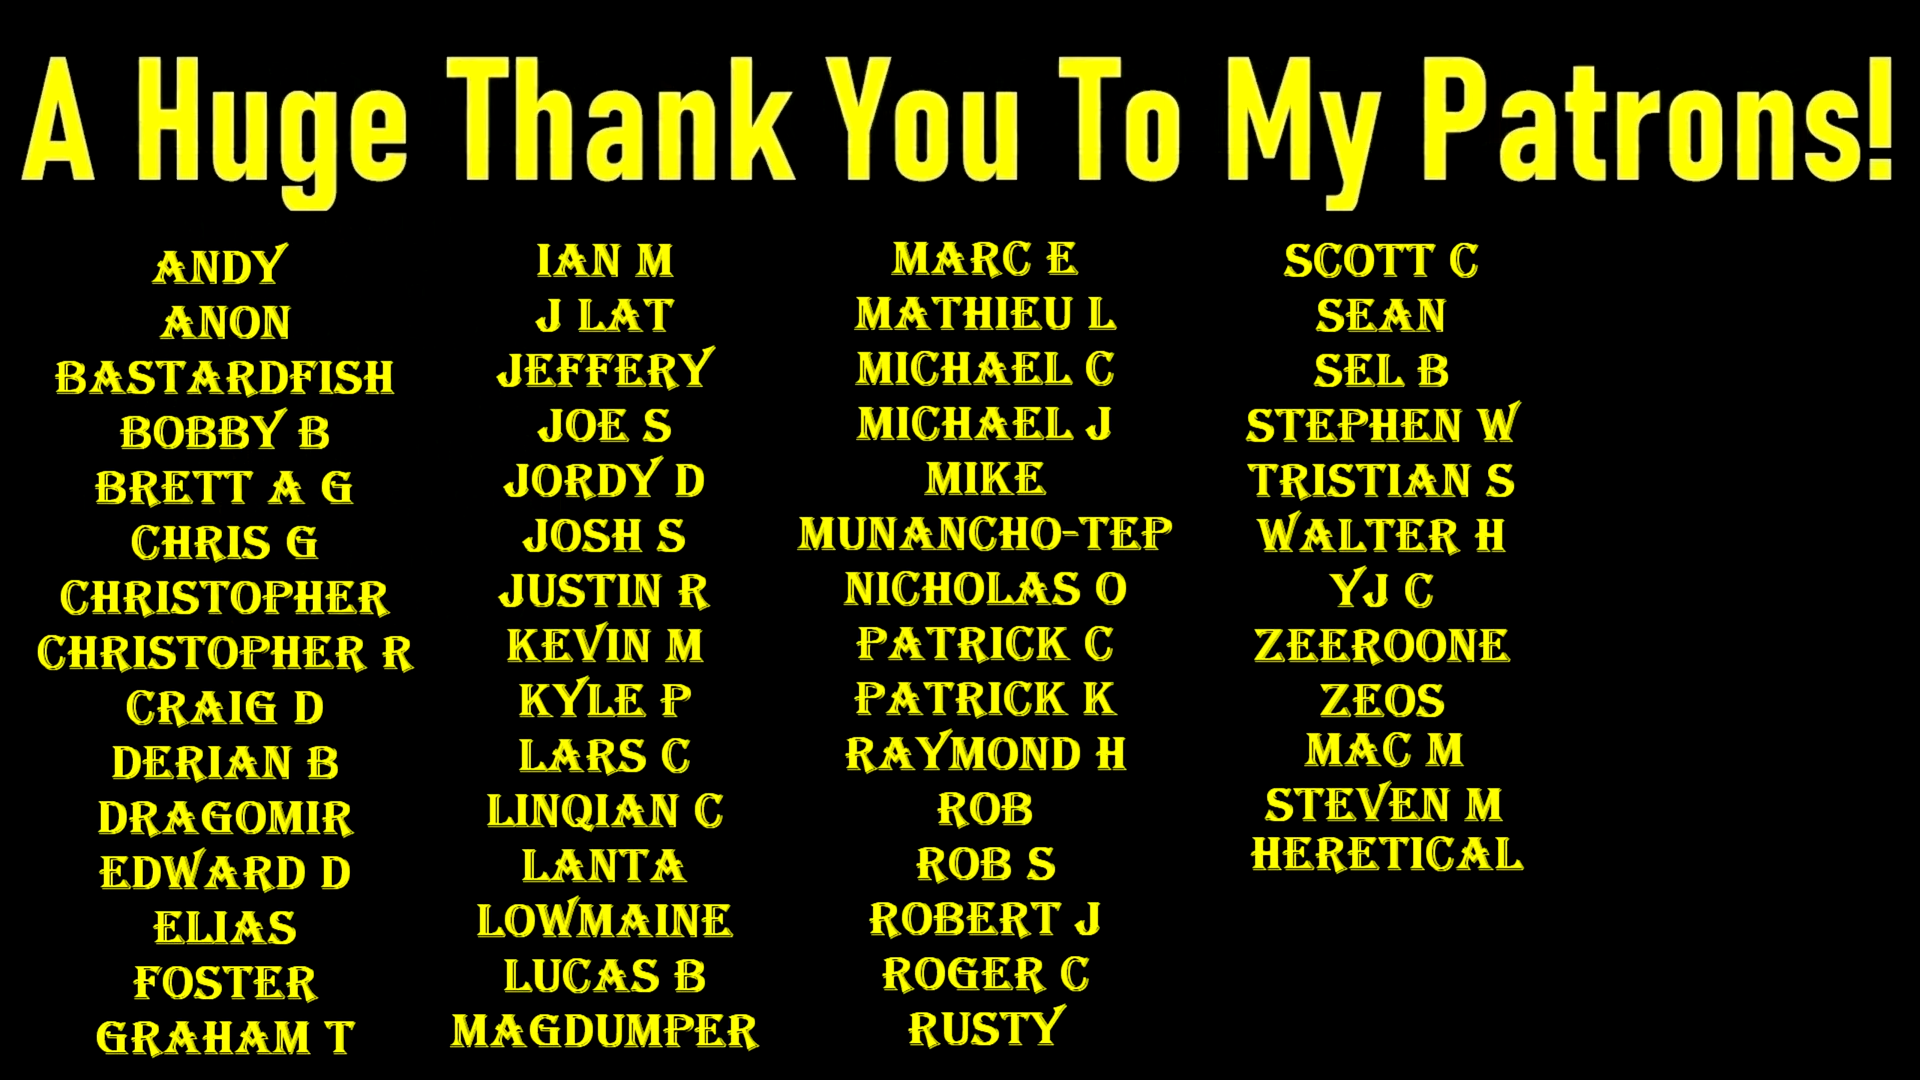 A Huge Thank You To My Patrons!
ANDY
ANON
BASTARDFISH
BOBBY B
BRETT A G
CHRIS G
CHRISTOPHER
CHRISTOPHER R
CRAIG D
DERIAN B
DRAGOMIR
EDWARD D
ELIAS
FOSTER
GRAHAM T
IAN M
J LAT
JEFFERY
JOE S
JORDY D
JOSH S
JUSTIN R
KEVIN M
KYLE P
LARS C
LINQIAN C
LANTA
LOWMAINE
LUCAS B
MAGDUMPER
MARC E
MATHIEU L
MICHAEL C
MICHAEL J
MIKE
MUNANCHO-TEP
NICHOLAS O
PATRICK C
PATRICK K
RAYMOND H
ROB
ROB S
ROBERT J
ROGER C
RUSTY
SCOTT C
SEAN
SEL B
STEPHEN W
TRISTIAN S
WALTER H
YJ C
ZEEROONE
ZEOS
MAC M
STEVEN M
HERETICAL